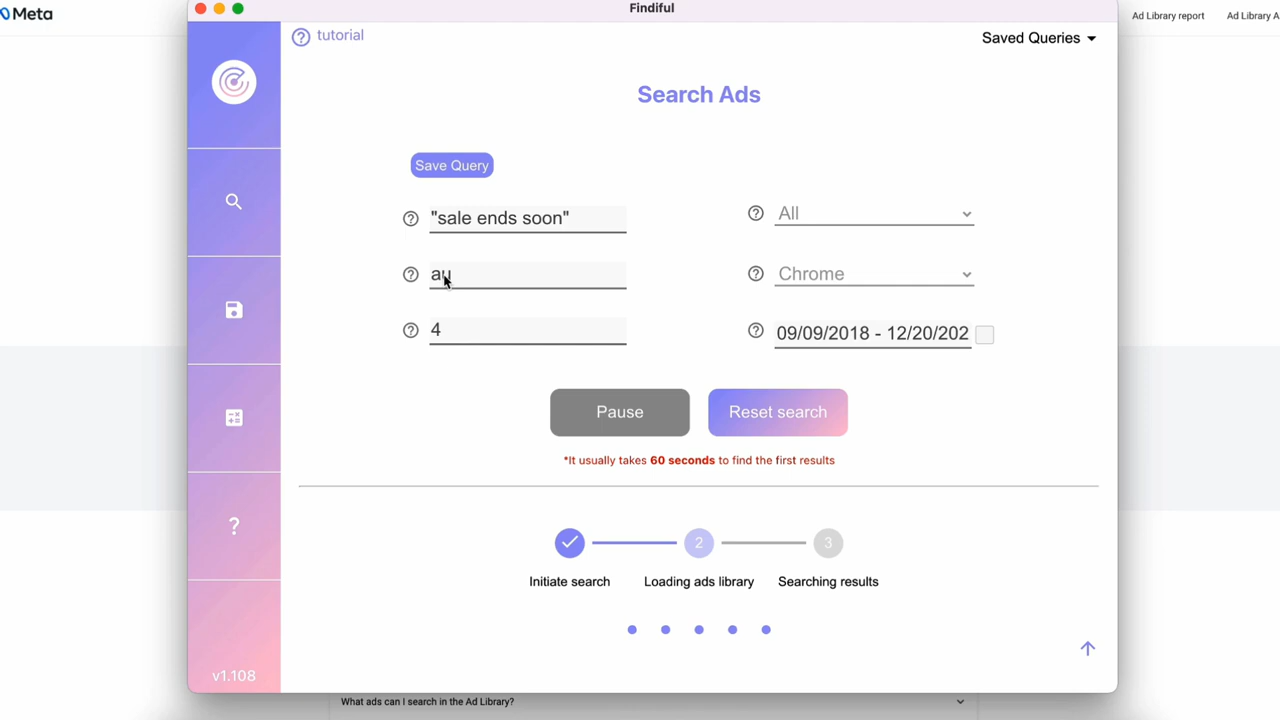 Meta
Findiful
Ad Library report
Ad Library A
tutorial
Saved Queries
Search Ads
Save Query
"sale ends soon"
All
au
Chrome
4
09/09/2018 - 12/20/202
Pause
Reset search
*It usually takes 60 seconds to find the first results
?
2
3
Initiate search
Loading ads library
Searching results
v1.108
What ads can I search in the Ad Library?